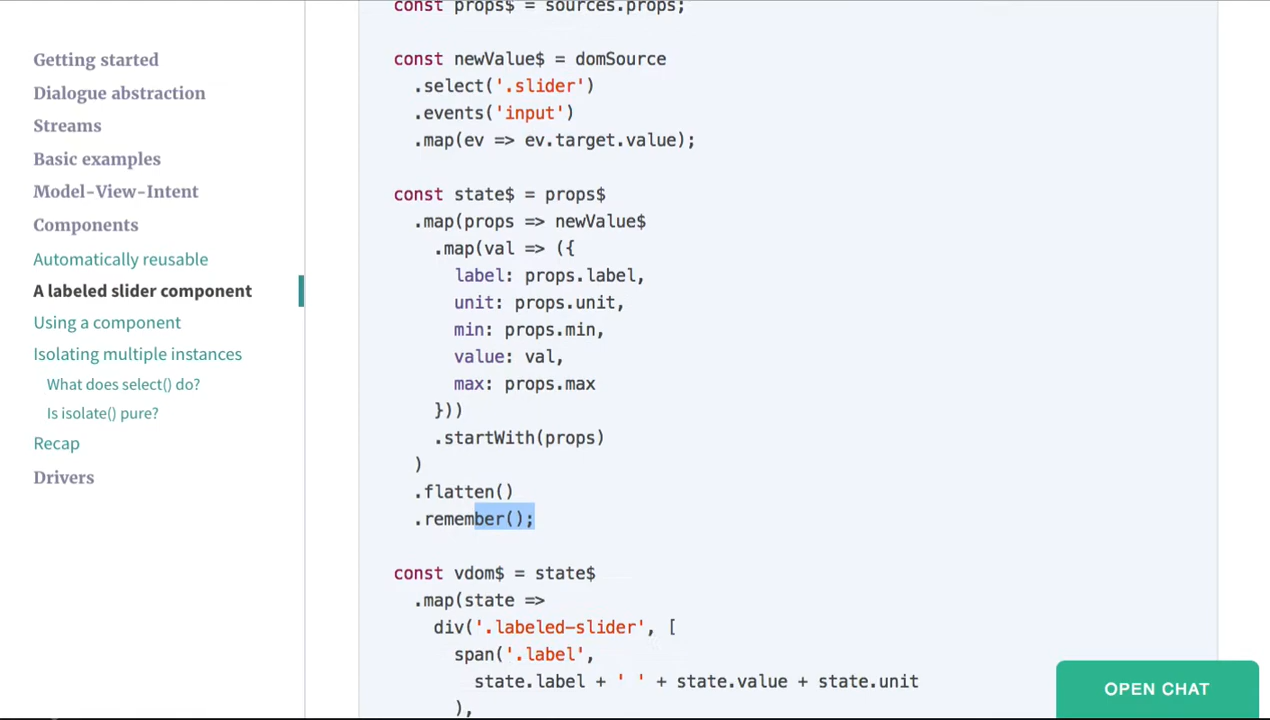 Getting started
Dialogue abstraction
Streams
Basic examples
Model-View-Intent
Components
Automatically reusable
A labeled slider component
Using a component
Isolating multiple instances
What does select() do?
Is isolate() pure?
Recap
Drivers
const props$ = sources.props;
const newValue$ = domSource
.select('.slider')
.events('input')
.map(ev => ev.target.value);
const state$ = props$
.map(props => newValue$
.map(val => ({
label: props.label,
unit: props.unit,
min: props.min,
value: val,
max: props.max
}))
.startWith(props)
)
.flatten()
.remember();
const vdom$ = state$
.map(state =>
div('.labeled-slider', [
span('.label',
state.label + ' ' + state.value + state.unit
),
OPEN CHAT